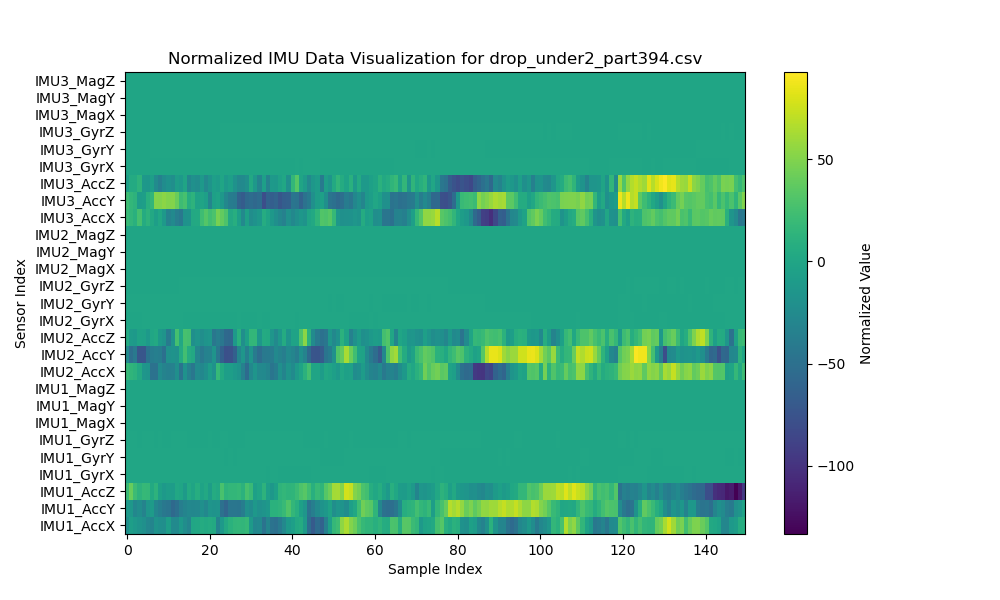 Normalized IMU Data Visualization for drop_under2_part394.csv
IMU3_MagZ
IMU3_MagY
IMU3_MagX
IMU3_GyrZ
IMU3_GyrY
IMU3_GyrX
IMU3_AccZ
IMU3_AccY
IMU3_AccX
IMU2_MagZ
IMU2_MagY
IMU2_MagX
IMU2_GyrZ
IMU2_GyrY
IMU2_GyrX
IMU2_AccZ
IMU2_AccY
IMU2_AccX
IMU1_MagZ
IMU1_MagY
IMU1_MagX
IMU1_GyrZ
IMU1_GyrY
IMU1_GyrX
IMU1_AccZ
IMU1_AccY
IMU1_AccX
Sensor Index
0 20 40 60 80 100 120 140
Sample Index
50
0
−50
−100
Normalized Value